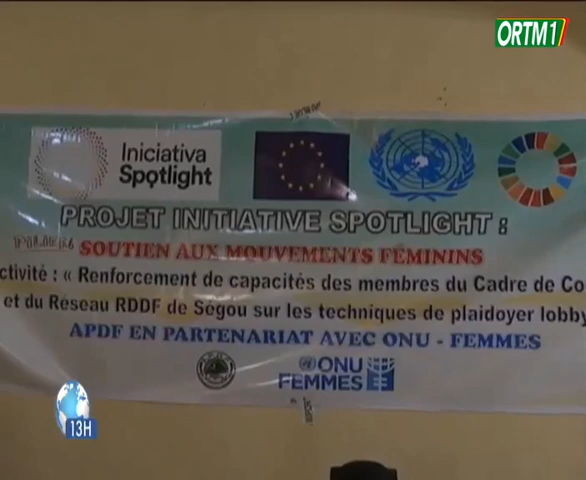 ORTM1
Iniciativa
Spotlight
PROJET INITIATIVE SPOTLIGHT :
SOUTIEN AUX MOUVEMENTS FÉMININS
ctivité : « Renforcement de capacités des membres du Cadre de Co
et du Réseau RDDF de Ségou sur les techniques de plaidoyer lobby
APDF EN PARTENARIAT AVEC ONU - FEMMES
ONU
FEMMES
13H